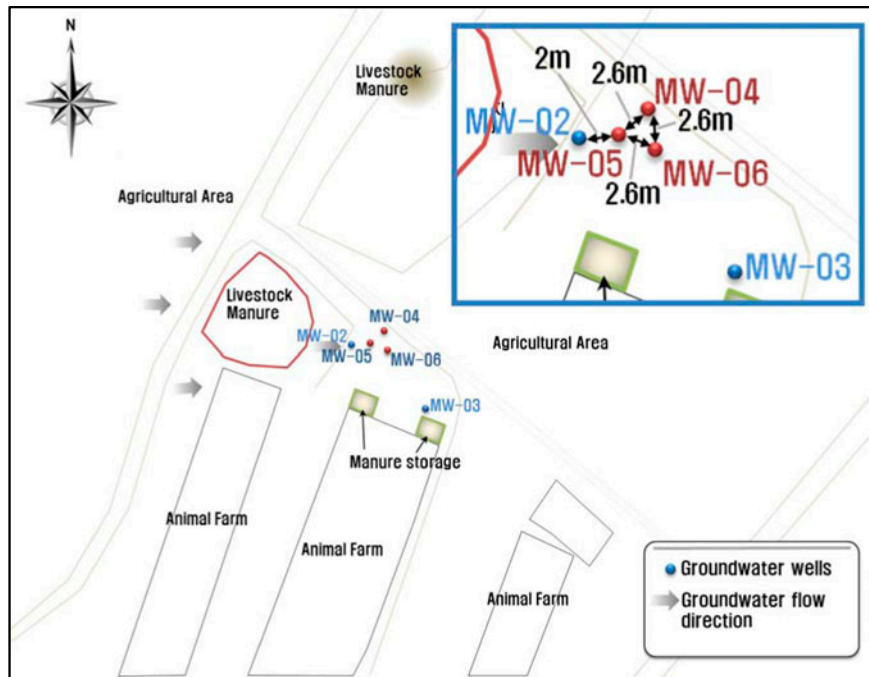 N
Livestock
Manure
Agricultural Area
Livestock
Manure
MW-02
MW-04
MW-05
MW-06
MW-03
Agricultural Area
Manure storage
Animal Farm
Animal Farm
Animal Farm
2m
2.6m
MW-04
MW-02
2.6m
MW-05
MW-06
2.6m
MW-03
Groundwater wells
Groundwater flow
direction